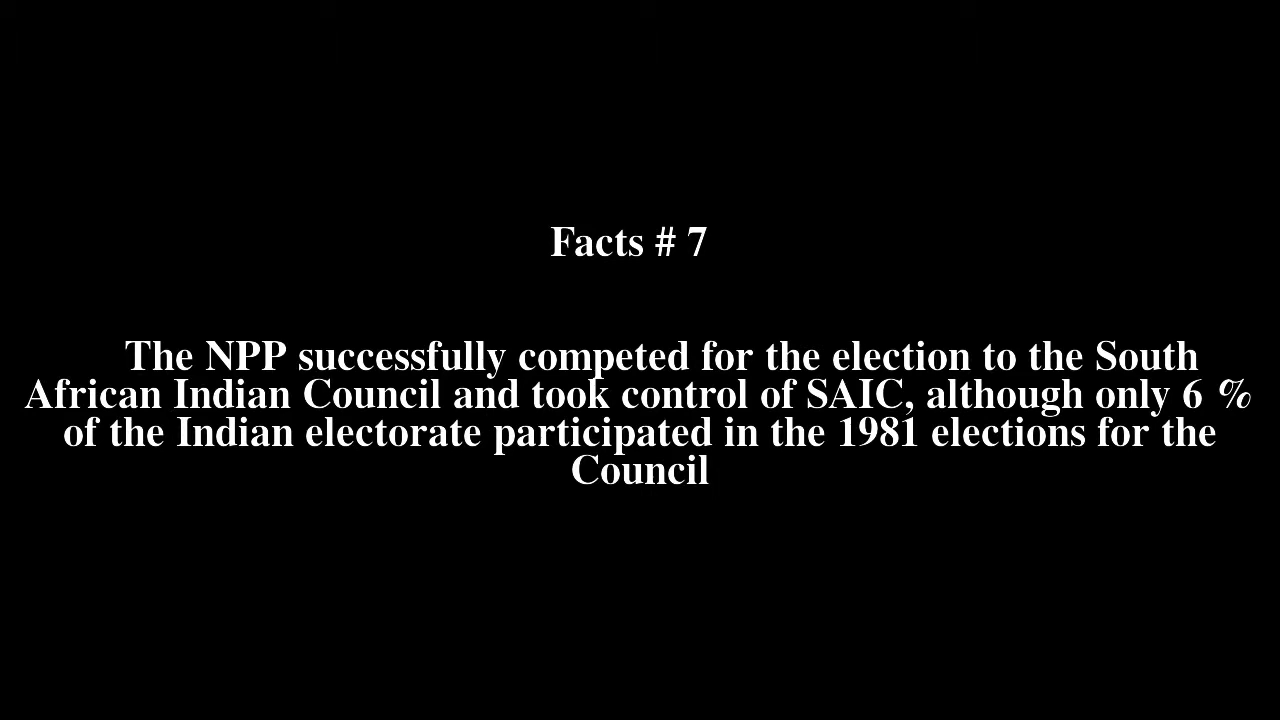 Facts # 7
The NPP successfully competed for the election to the South
African Indian Council and took control of SAIC, although only 6 %
of the Indian electorate participated in the 1981 elections for the
Council